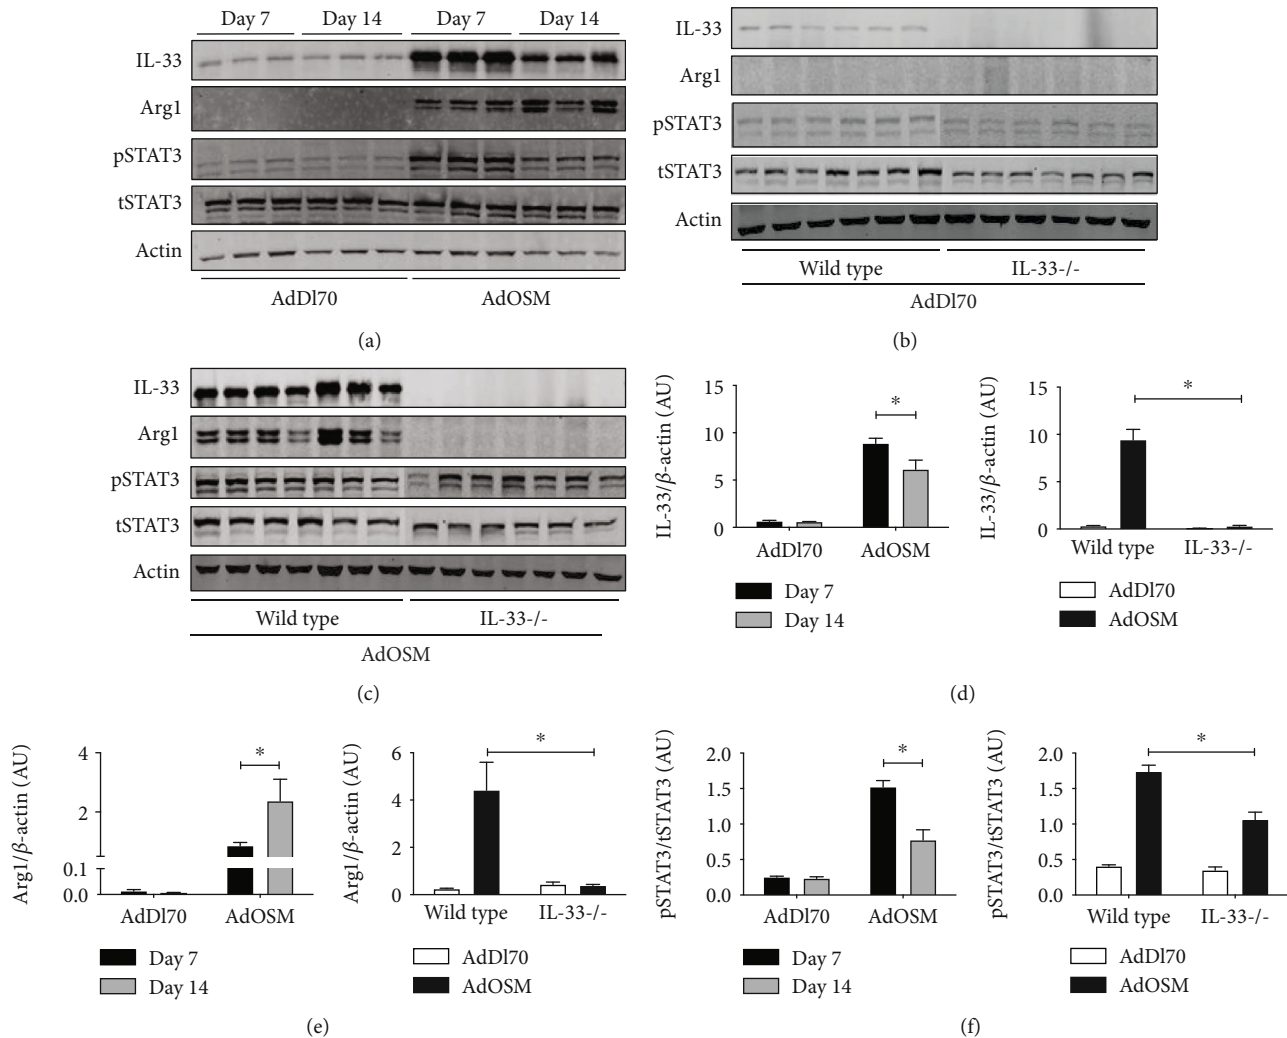 Day 7 Day 14 Day 7 Day 14
IL-33
Arg1
pSTAT3
tSTAT3
Actin
AdDl70 AdOSM
(a)
IL-33
Arg1
pSTAT3
tSTAT3
Actin
Wild type IL-33-/-
AdDl70
(b)
IL-33
Arg1
pSTAT3
tSTAT3
Actin
Wild type IL-33-/-
AdOSM
(c)
IL-33/β-actin (AU)
15
10
5
0
*
AdDl70 AdOSM
Day 7
Day 14
IL-33/β-actin (AU)
15
10
5
0
*
Wild type IL-33-/-
AdDl70
AdOSM
(d)
Arg1/β-actin (AU)
4
2
0.1
0.0
*
AdDl70 AdOSM
Day 7
Day 14
Arg1/β-actin (AU)
6
4
2
0
*
Wild type IL-33-/-
AdDl70
AdOSM
(e)
pSTAT3/tSTAT3 (AU)
2.0
1.5
1.0
0.5
0.0
*
AdDl70 AdOSM
Day 7
Day 14
pSTAT3/tSTAT3 (AU)
2.0
1.5
1.0
0.5
0.0
*
Wild type IL-33-/-
AdDl70
AdOSM
(f)